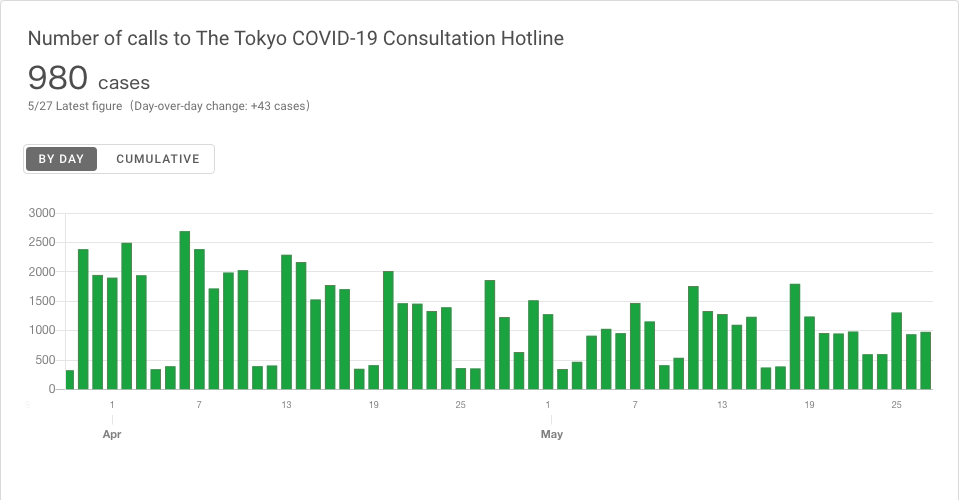 Number of calls to The Tokyo COVID-19 Consultation Hotline
980 cases
5/27 Latest figure（Day-over-day change: +43 cases）
BY DAY CUMULATIVE
3000
2500
2000
1500
1000
500
0
1 7 13 19 25 1 7 13 19 25
Apr May